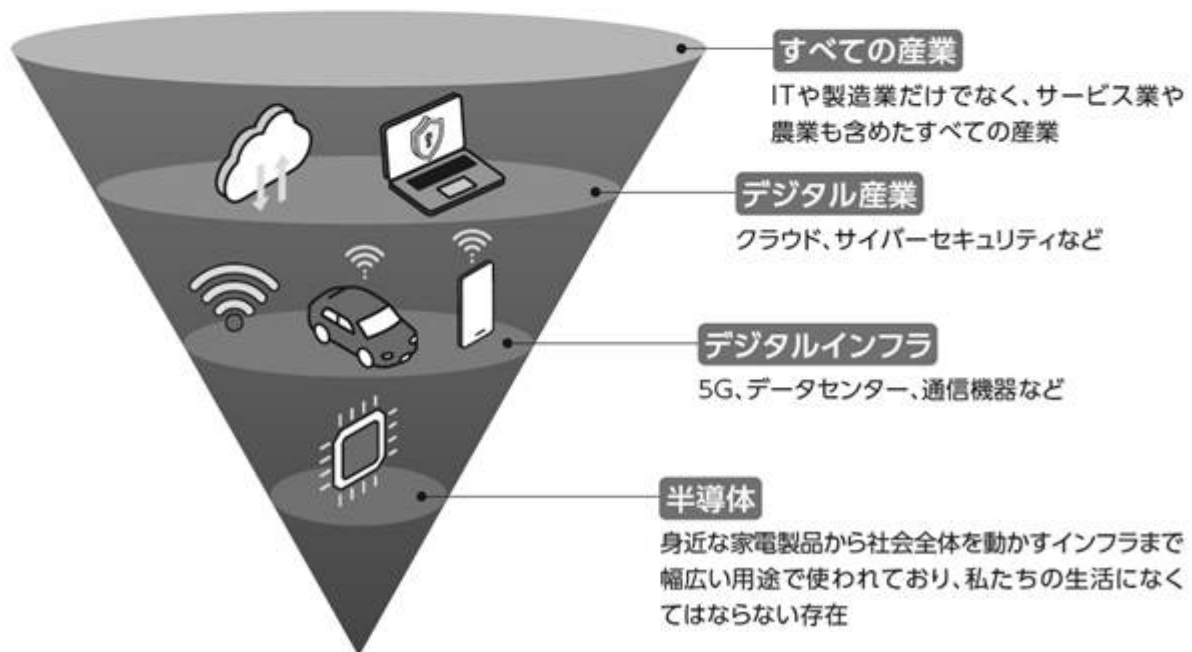 すべての産業
ITや製造業だけでなく、サービス業や
農業も含めたすべての産業
デジタル産業
クラウド、サイバーセキュリティなど
デジタルインフラ
5G、データセンター、通信機器など
半導体
身近な家電製品から社会全体を動かすインフラまで
幅広い用途で使われており、私たちの生活になく
てはならない存在